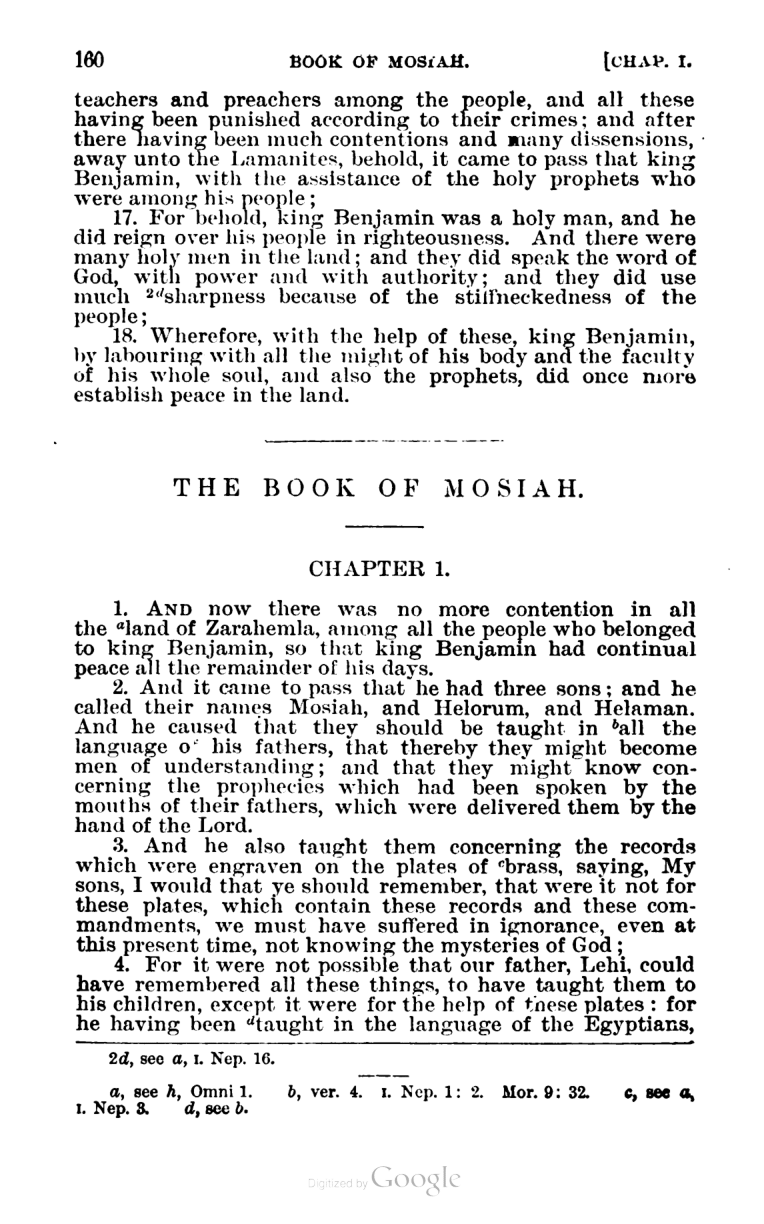 160 BOOK OF MOSIAH. [CHAP. I.
teachers and preachers among the people, and all these
having been punished according to their crimes; and after
there having been much contentions and many dissensions,
away unto the Lamanites, behold, it came to pass that king
Benjamin, with the assistance of the holy prophets who
were among his people;
17. For behold, king Benjamin was a holy man, and he
did reign over his people in righteousness. And there were
many holy men in the land; and they did speak the word of
God, with power and with authority; and they did use
much 2dsharpness because of the stiffneckedness of the
people;
18. Wherefore, with the help of these, king Benjamin,
by labouring with all the might of his body and the faculty
of his whole soul, and also the prophets, did once more
establish peace in the land.
THE BOOK OF MOSIAH.
CHAPTER 1.
1. AND now there was no more contention in all
the aland of Zarahemla, among all the people who belonged
to king Benjamin, so that king Benjamin had continual
peace all the remainder of his days.
2. And it came to pass that he had three sons; and he
called their names Mosiah, and Helorum, and Helaman.
And he caused that they should be taught in ball the
language o' his fathers, that thereby they might become
men of understanding; and that they might know con-
cerning the prophecies which had been spoken by the
mouths of their fathers, which were delivered them by the
hand of the Lord.
3. And he also taught them concerning the records
which were engraven on the plates of cbrass, saying, My
sons, I would that ye should remember, that were it not for
these plates, which contain these records and these com-
mandments, we must have suffered in ignorance, even at
this present time, not knowing the mysteries of God;
4. For it were not possible that our father, Lehi, could
have remembered all these things, to have taught them to
his children, except it were for the help of these plates: for
he having been dtaught in the language of the Egyptians,
2d, see a, I. Nep. 16.
a, see h, Omni 1. b, ver. 4. I. Nep. 1: 2. Mor. 9: 32. c, see a,
I. Nep. 3. d, see b.
Digitized by Google